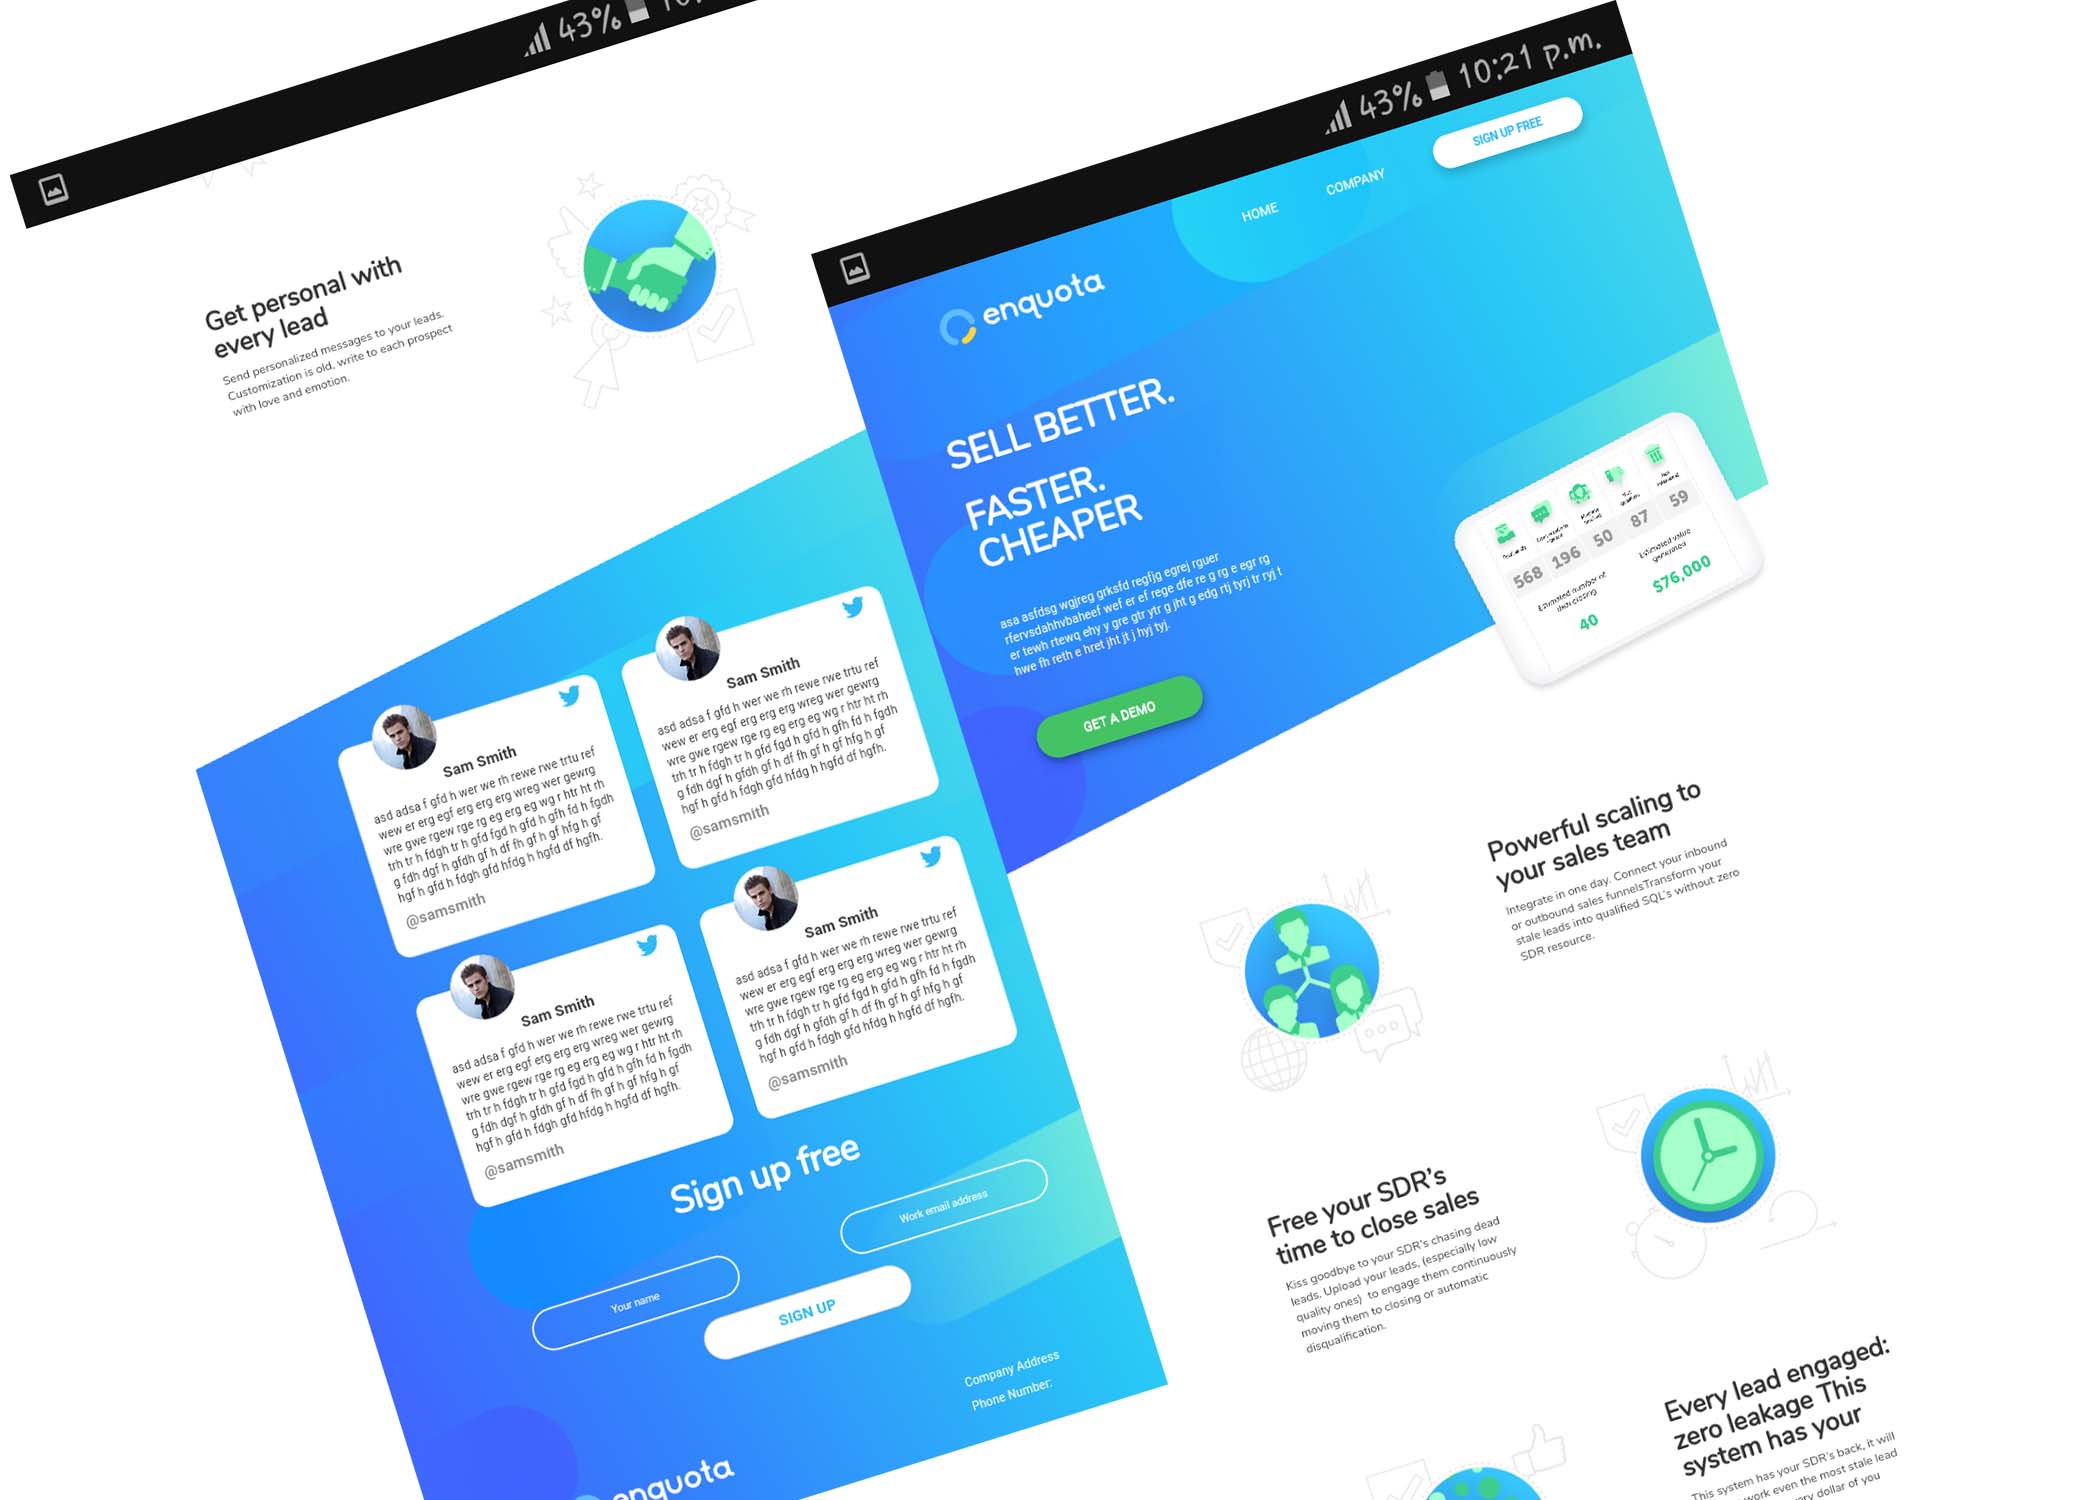 43%
Get personal with
every lead
Send personalized messages to your leads.
Customization is old, write to each prospect
with love and emotion.
Sam Smith
asd adsa f gfd h wer we rh rewe rwe trtu ref
wew er erg egf erg erg erg wreg wer gewrg
wre gwe rgew rge rg eg erg eg wg r htr ht rh
trh tr h fdgh tr h gfd fgd h gfd h gfh fd h fgdh
g fdh dgf h gfdh gf h df fh gf h gf hfg h gf
hgf h gfd h fdgh gfd hfdg h hgfd df hgfh.
@samsmith
Sam Smith
asd adsa f gfd h wer we rh rewe rwe trtu ref
wew er erg egf erg erg erg wreg wer gewrg
wre gwe rgew rge rg eg erg eg wg r htr ht rh
trh tr h fdgh tr h gfd fgd h gfd h gfh fd h fgdh
g fdh dgf h gfdh gf h df fh gf h gf hfg h gf
hgf h gfd h fdgh gfd hfdg h hgfd df hgfh.
@samsmith
Sam Smith
asd adsa f gfd h wer we rh rewe rwe trtu ref
wew er erg egf erg erg erg wreg wer gewrg
wre gwe rgew rge rg eg erg eg wg r htr ht rh
trh tr h fdgh tr h gfd fgd h gfd h gfh fd h fgdh
g fdh dgf h gfdh gf h df fh gf h gf hfg h gf
hgf h gfd h fdgh gfd hfdg h hgfd df hgfh.
@samsmith
Sam Smith
asd adsa f gfd h wer we rh rewe rwe trtu ref
wew er erg egf erg erg erg wreg wer gewrg
wre gwe rgew rge rg eg erg eg wg r htr ht rh
trh tr h fdgh tr h gfd fgd h gfd h gfh fd h fgdh
g fdh dgf h gfdh gf h df fh gf h gf hfg h gf
hgf h gfd h fdgh gfd hfdg h hgfd df hgfh.
@samsmith
Sign up free
Your name
Work email address
SIGN UP
Company Address
Phone Number:
enquota
43% 10:21 p.m.
HOME
COMPANY
SIGN UP FREE
enquota
SELL BETTER.
FASTER.
CHEAPER
asa asfdsg wgjreg grksfd regfjg egrej rguer
rfervsdahhvbaheef wef er ef rege dfe re g rg e egr rg
er tewh rtewq ehy y gre gtr ytr g jht g edg rtj tyrj tr ryj t
hwe fh reth e hret jht jt j hyj tyj.
GET A DEMO
568 196 50 87 59
Estimated number of
40
Estimated value
generated
$76,000
Powerful scaling to
your sales team
Integrate in one day. Connect your inbound
or outbound sales funnelsTransform your
stale leads into qualified SQL's without zero
SDR resource.
Free your SDR's
time to close sales
Kiss goodbye to your SDR's chasing dead
leads. Upload your leads, (especially low
quality ones) to engage them continuously
moving them to closing or automatic
disqualification.
Every lead engaged:
zero leakage This
system has your
This system has your SDR's back, it will
work even the most stale lead
dollar of you